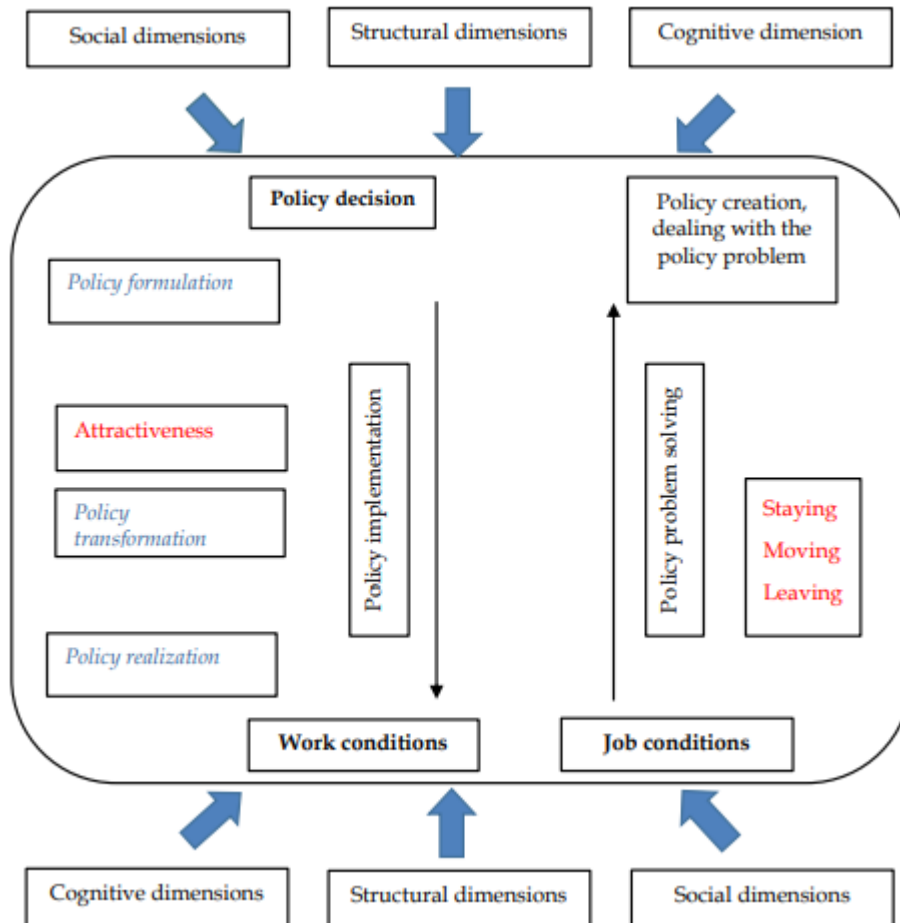 Social dimensions
Structural dimensions
Cognitive dimension
Policy decision
Policy creation,
dealing with the
policy problem
Policy formulation
Attractiveness
Policy
transformation
Policy realization
Policy implementation
Policy problem solving
Staying
Moving
Leaving
Work conditions
Job conditions
Cognitive dimensions
Structural dimensions
Social dimensions